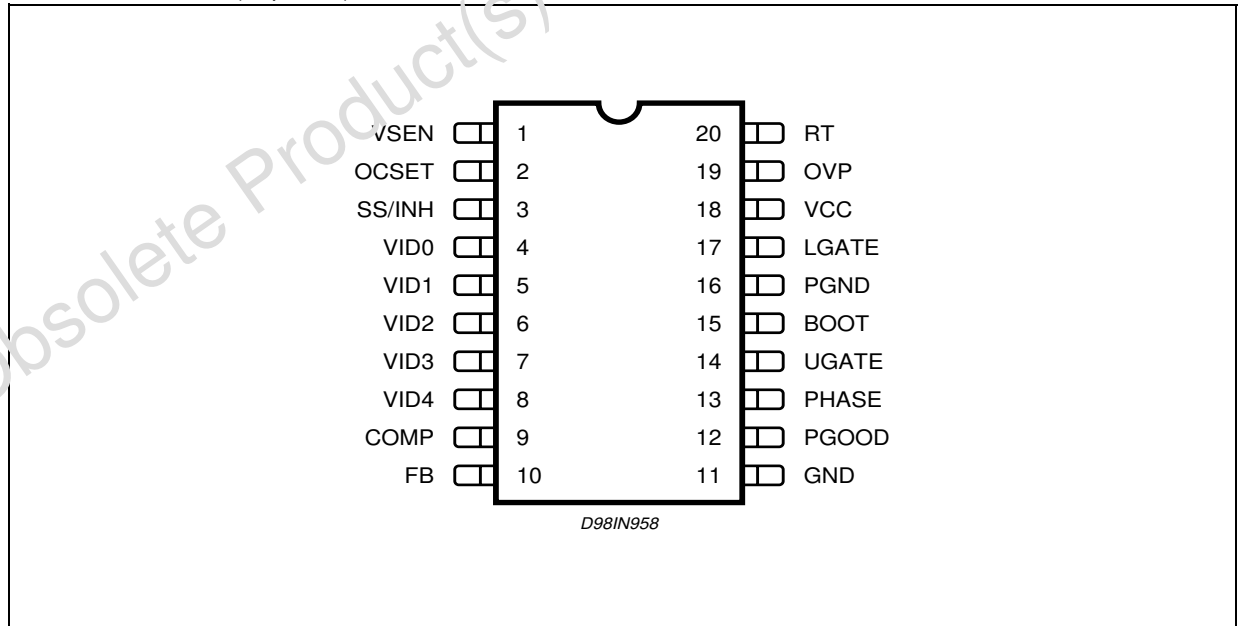 Obsolete Product(s)
VSEN 1 20 RT
OCSET 2 19 OVP
SS/INH 3 18 VCC
VID0 4 17 LGATE
VID1 5 16 PGND
VID2 6 15 BOOT
VID3 7 14 UGATE
VID4 8 13 PHASE
COMP 9 12 PGOOD
FB 10 11 GND
D98IN958